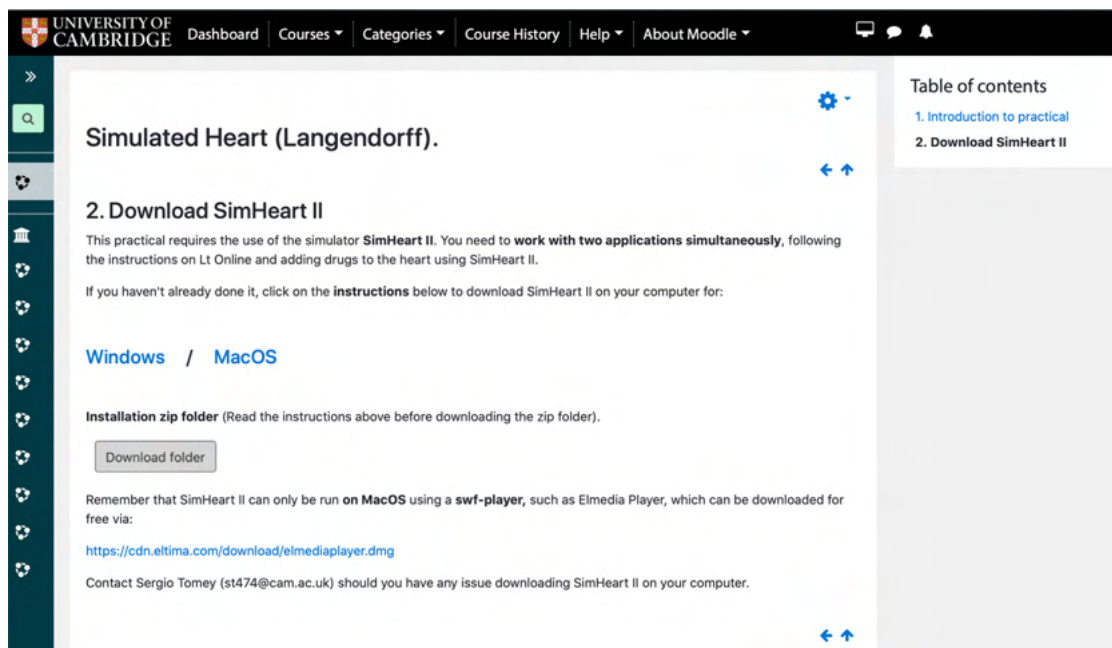 UNIVERSITY OF
CAMBRIDGE
Dashboard
Courses
Categories
Course History
Help
About Moodle
Table of contents
1. Introduction to practical
2. Download SimHeart II
Simulated Heart (Langendorff).
2. Download SimHeart II
This practical requires the use of the simulator SimHeart II. You need to work with two applications simultaneously, following
the instructions on Lt Online and adding drugs to the heart using SimHeart II.
If you haven't already done it, click on the instructions below to download SimHeart II on your computer for:
Windows / MacOS
Installation zip folder (Read the instructions above before downloading the zip folder).
Download folder
Remember that SimHeart II can only be run on MacOS using a swf-player, such as Elmedia Player, which can be downloaded for
free via:
https://cdn.eltima.com/download/elmediaplayer.dmg
Contact Sergio Tomey (st474@cam.ac.uk) should you have any issue downloading SimHeart II on your computer.